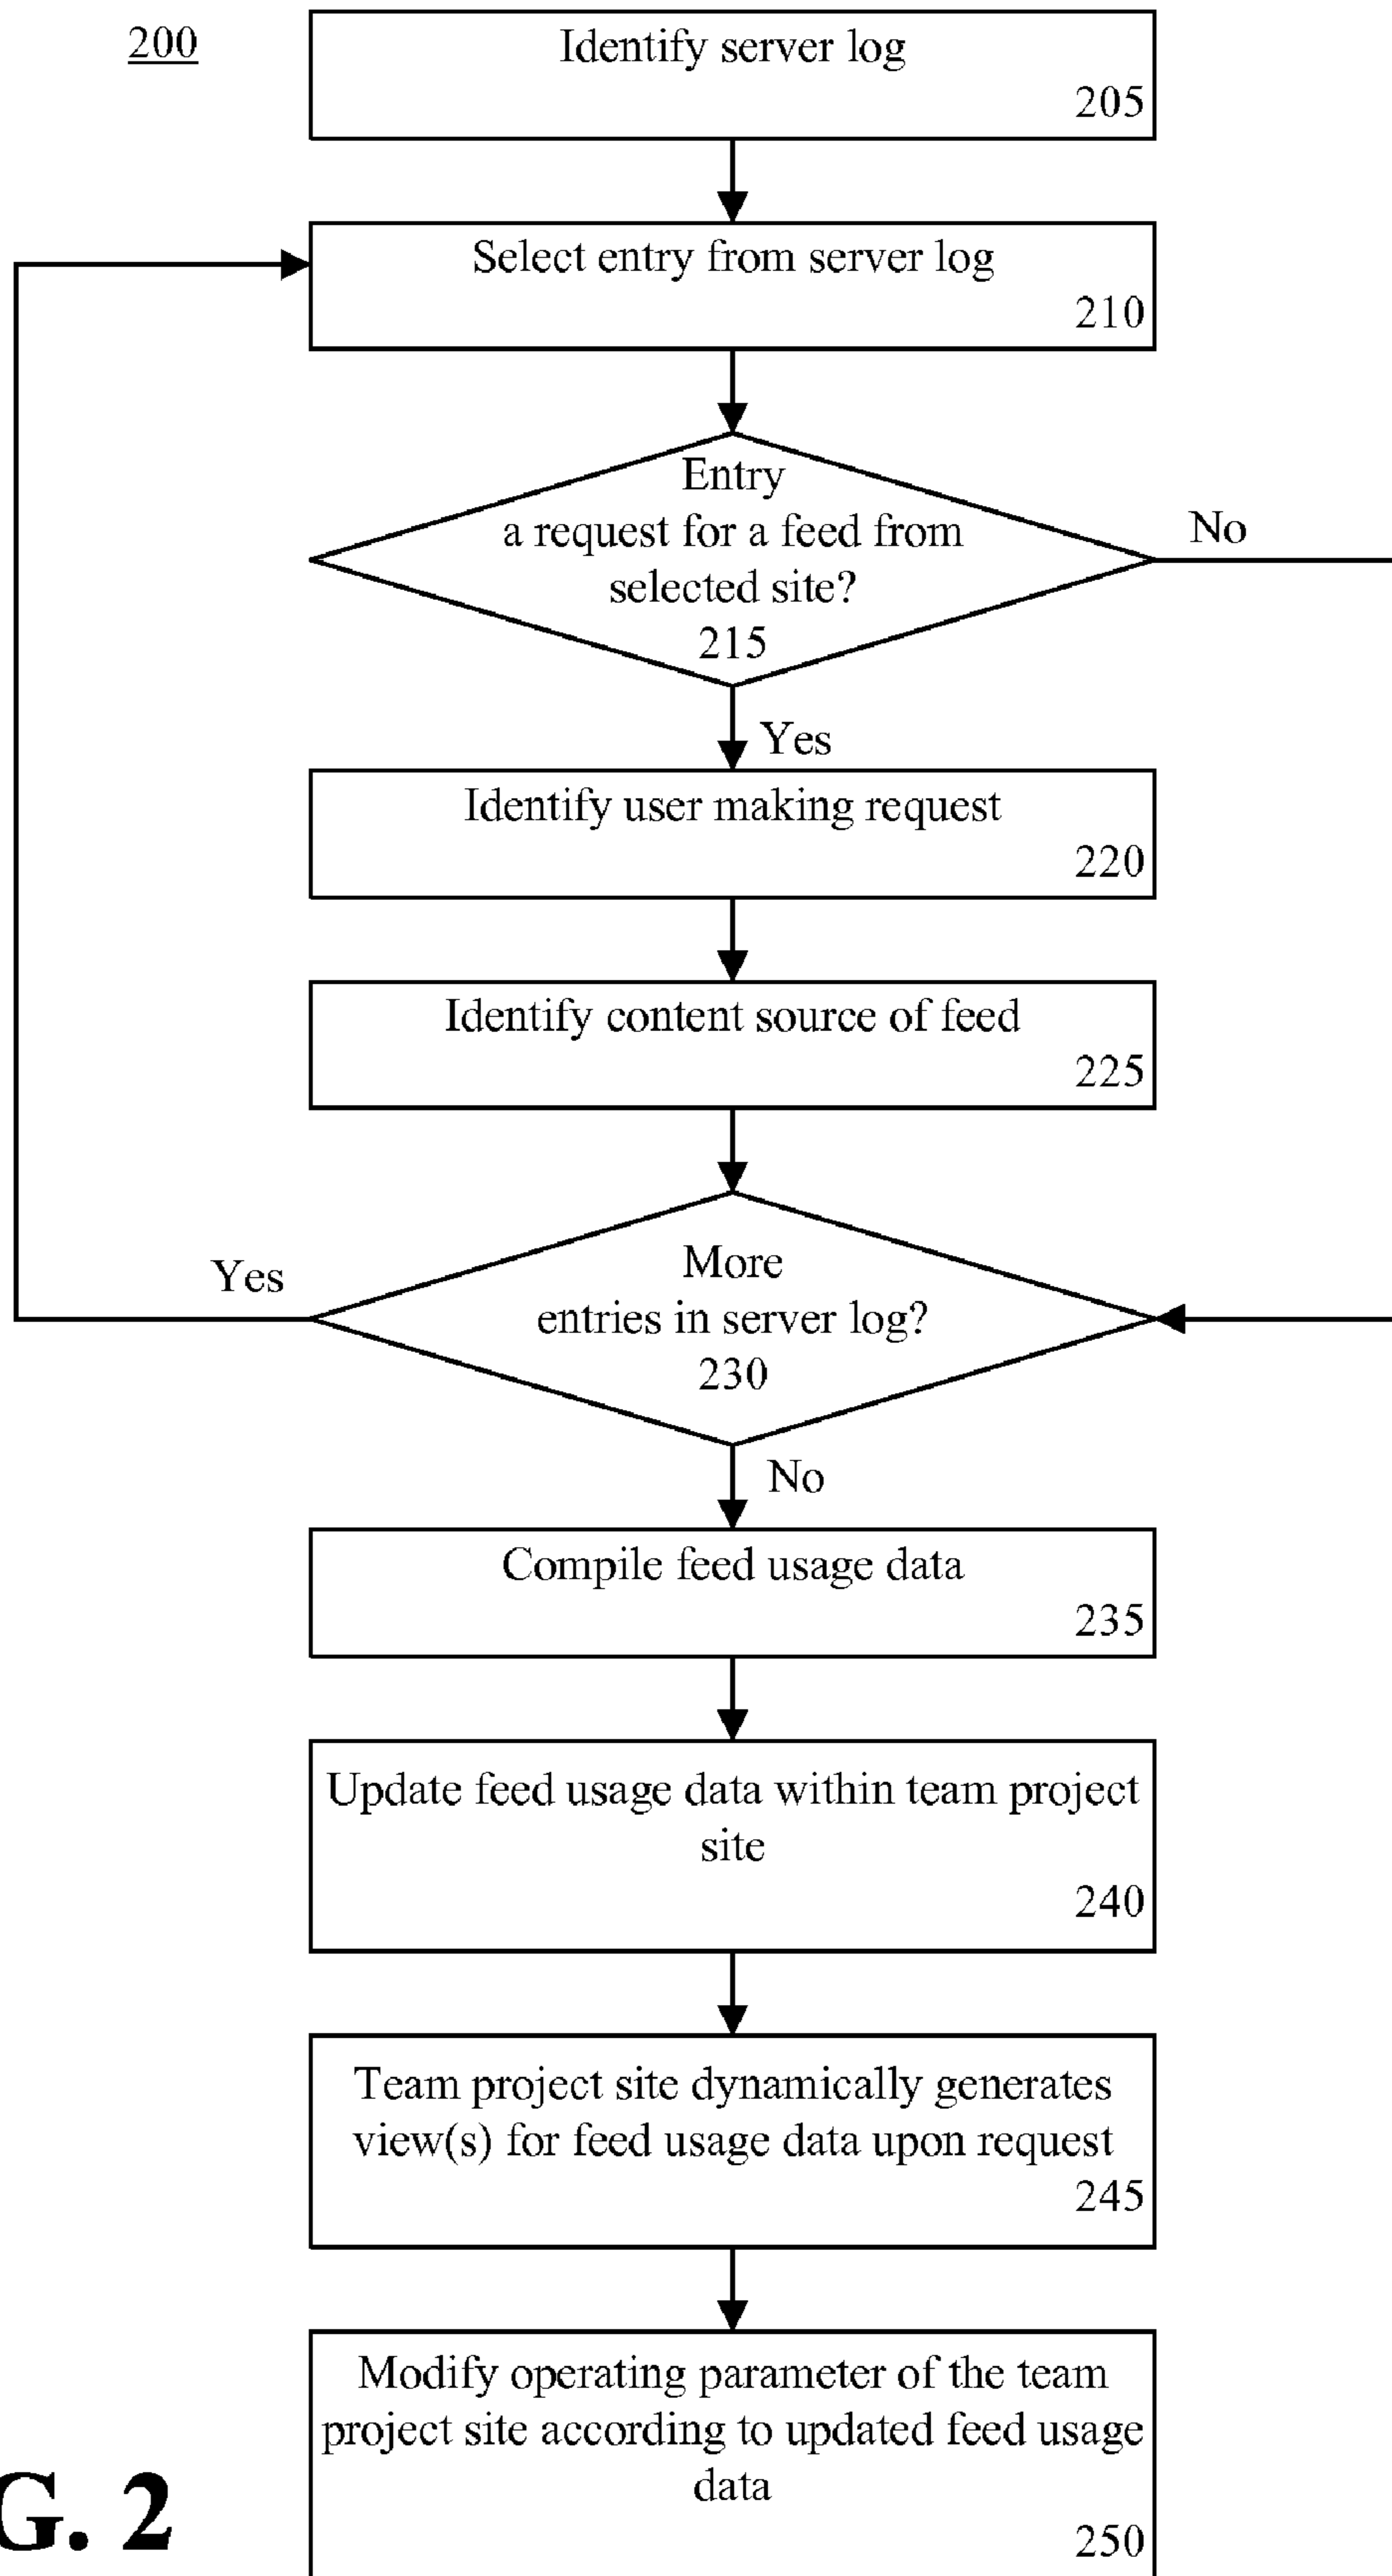 200
Identify server log
205
Select entry from server log
210
Entry
a request for a feed from
selected site?
215
No
Yes
Identify user making request
220
Identify content source of feed
225
Yes
More
entries in server log?
230
No
Compile feed usage data
235
Update feed usage data within team project
site
240
Team project site dynamically generates
view(s) for feed usage data upon request
245
Modify operating parameter of the team
project site according to updated feed usage
data
250
G. 2